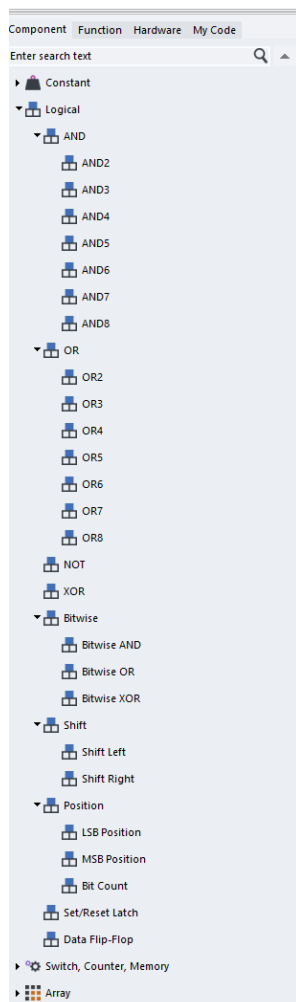 Component Function Hardware My Code
Enter search text
Constant
Logical
AND
AND2
AND3
AND4
AND5
AND6
AND7
AND8
OR
OR2
OR3
OR4
OR5
OR6
OR7
OR8
NOT
XOR
Bitwise
Bitwise AND
Bitwise OR
Bitwise XOR
Shift
Shift Left
Shift Right
Position
LSB Position
MSB Position
Bit Count
Set/Reset Latch
Data Flip-Flop
Switch, Counter, Memory
Array